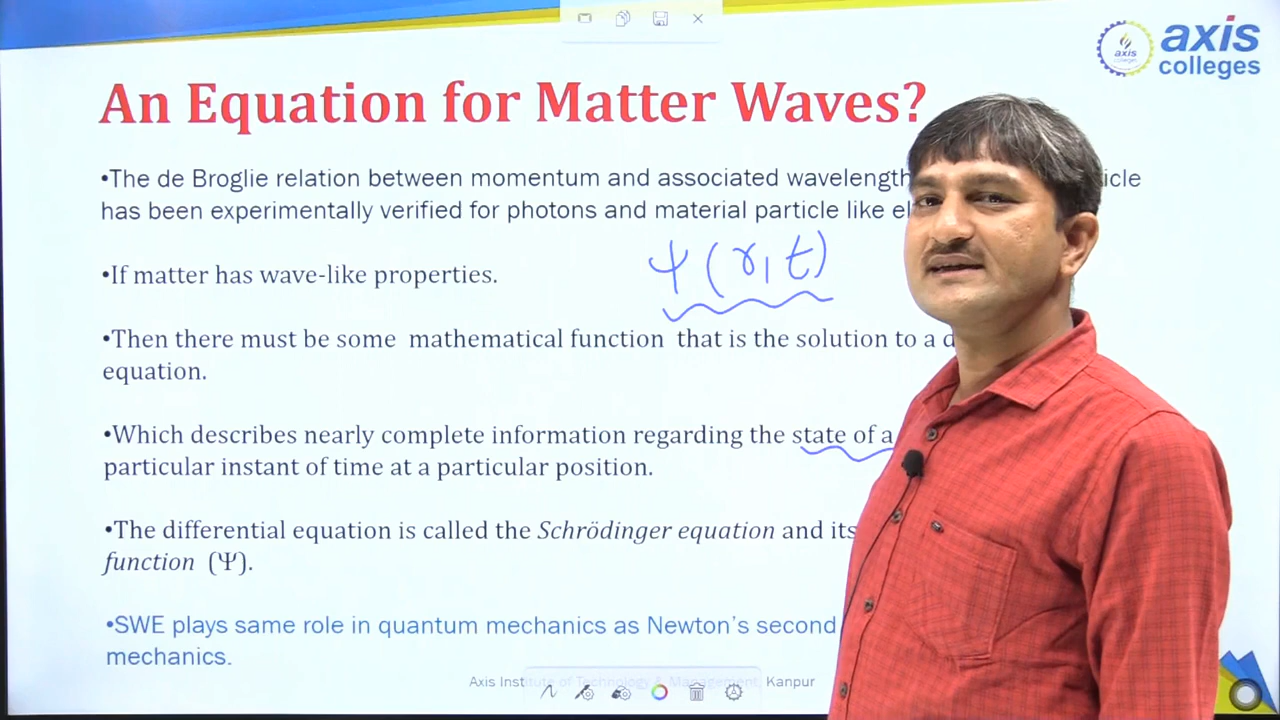 axis
colleges
axis
colleges
An Equation for Matter Waves?
•The de Broglie relation between momentum and associated wavelength
has been experimentally verified for photons and material particle like
ψ (r, t)
•If matter has wave-like properties.
•Then there must be some mathematical function that is the solution to a
equation.
•Which describes nearly complete information regarding the state of a
particular instant of time at a particular position.
•The differential equation is called the Schrödinger equation and its
function (Ψ).
•SWE plays same role in quantum mechanics as Newton's second
mechanics.
Axis Institute of Technology & Management, Kanpur